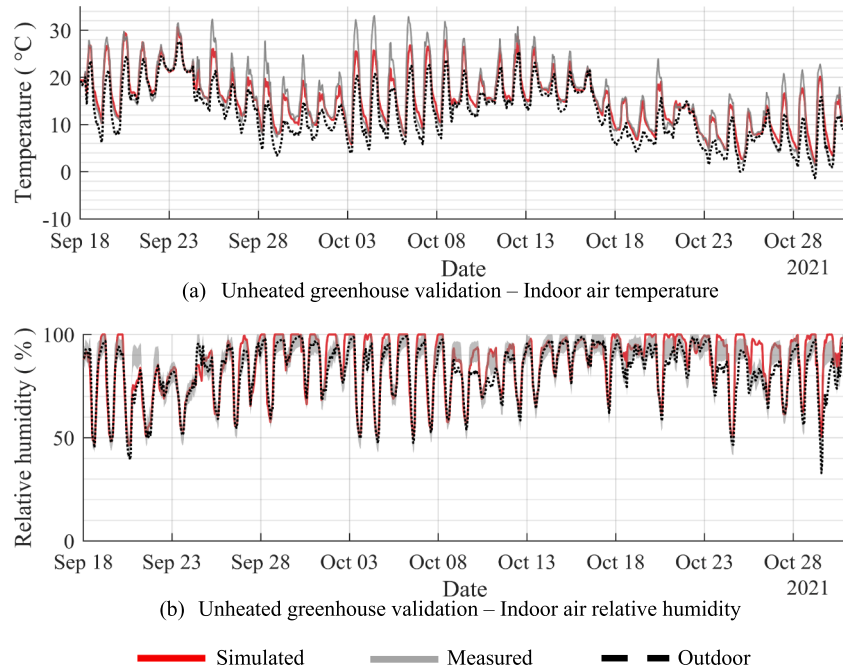 30
20
10
0
-10
Temperature ( °C)
Sep 18 Sep 23 Sep 28 Oct 03 Oct 08 Oct 13 Oct 18 Oct 23 Oct 28
Date 2021
(a) Unheated greenhouse validation – Indoor air temperature
100
50
0
Relative humidity ( %)
Sep 18 Sep 23 Sep 28 Oct 03 Oct 08 Oct 13 Oct 18 Oct 23 Oct 28
Date 2021
(b) Unheated greenhouse validation – Indoor air relative humidity
Simulated Measured Outdoor